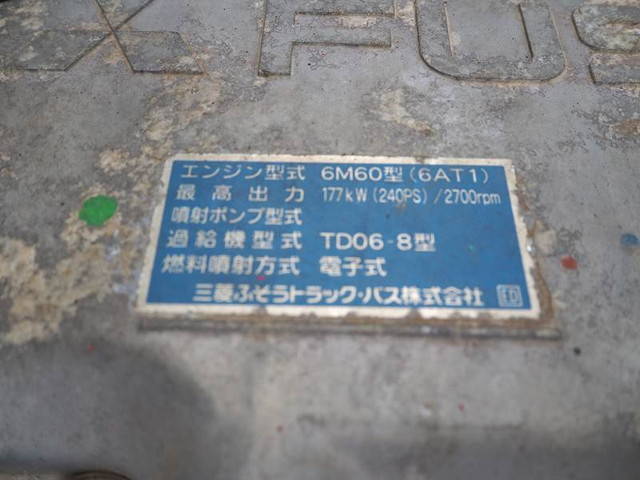 FUS
エンジン型式 6M60型(6AT1)
最高出力 177kW(240PS)/2700rpm
噴射ポンプ型式
過給機型式 TD06-8型
燃料噴射方式 電子式
三菱ふそうトラック・バス株式会社 ED